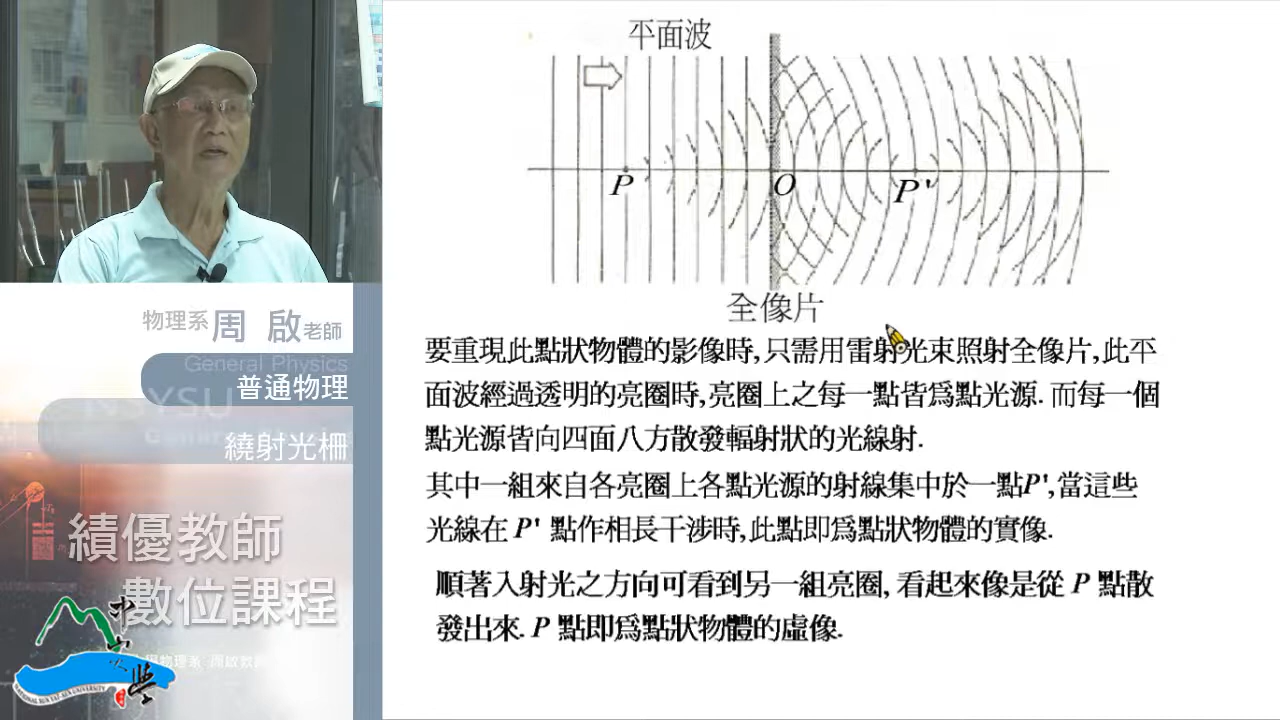 平面波
P
O
P'
全像片
要重現此點狀物體的影像時,只需用雷射光束照射全像片,此平
面波經過透明的亮圈時,亮圈上之每一點皆爲點光源.而每一個
點光源皆向四面八方散發輻射狀的光線射.
其中一組來自各亮圈上各點光源的射線集中於一點P',當這些
光線在 P' 點作相長干涉時,此點即爲點狀物體的實像.
順著入射光之方向可看到另一組亮圈,看起來像是從 P 點散
發出來. P 點即爲點狀物體的虛像.
物理系周 啟老師
General Physics
普通物理
繞射光柵
績優教師
數位課程